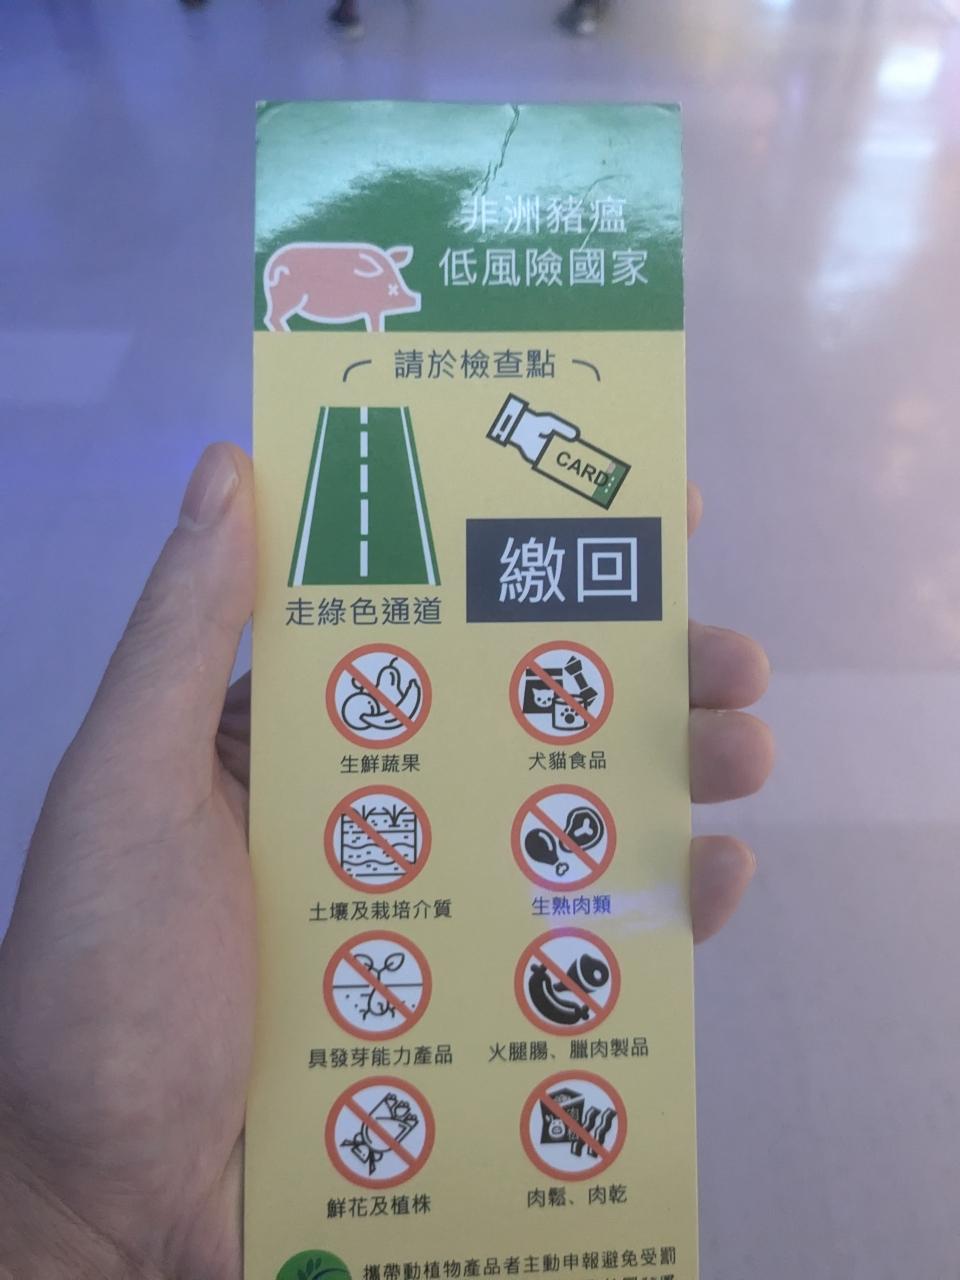 非洲豬瘟
低風險國家
請於檢查點
CARD
繳回
走綠色通道
生鮮蔬果
犬貓食品
土壤及栽培介質
生熟肉類
具發芽能力產品
火腿腸、臘肉製品
鮮花及植株
肉鬆、肉乾
攜帶動植物產品者主動申報避免受罰